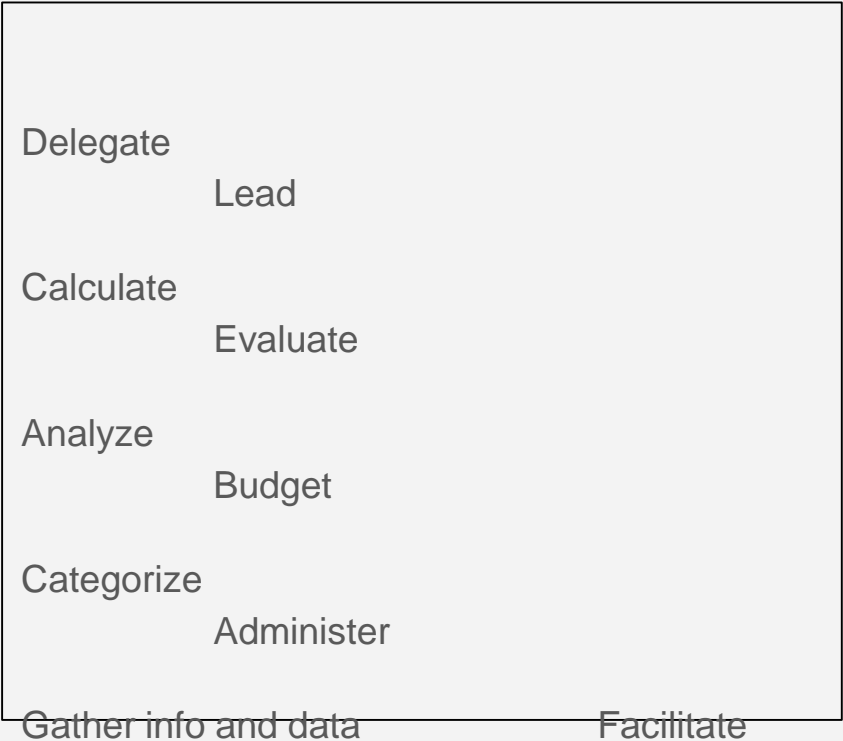 Delegate
Lead
Calculate
Evaluate
Analyze
Budget
Categorize
Administer
Gather info and data Facilitate